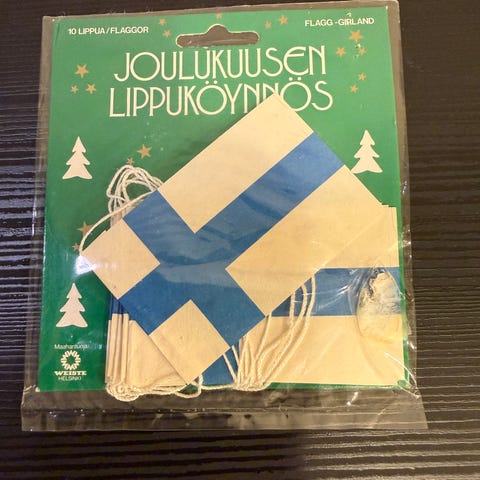 10 LIPPUA/FLAGGOR
FLAGG-GIRLAND
JOULUKUUSEN
LIPPUKÖYNNÖS
Maahantuoja:
WEISTE
HELSINKI